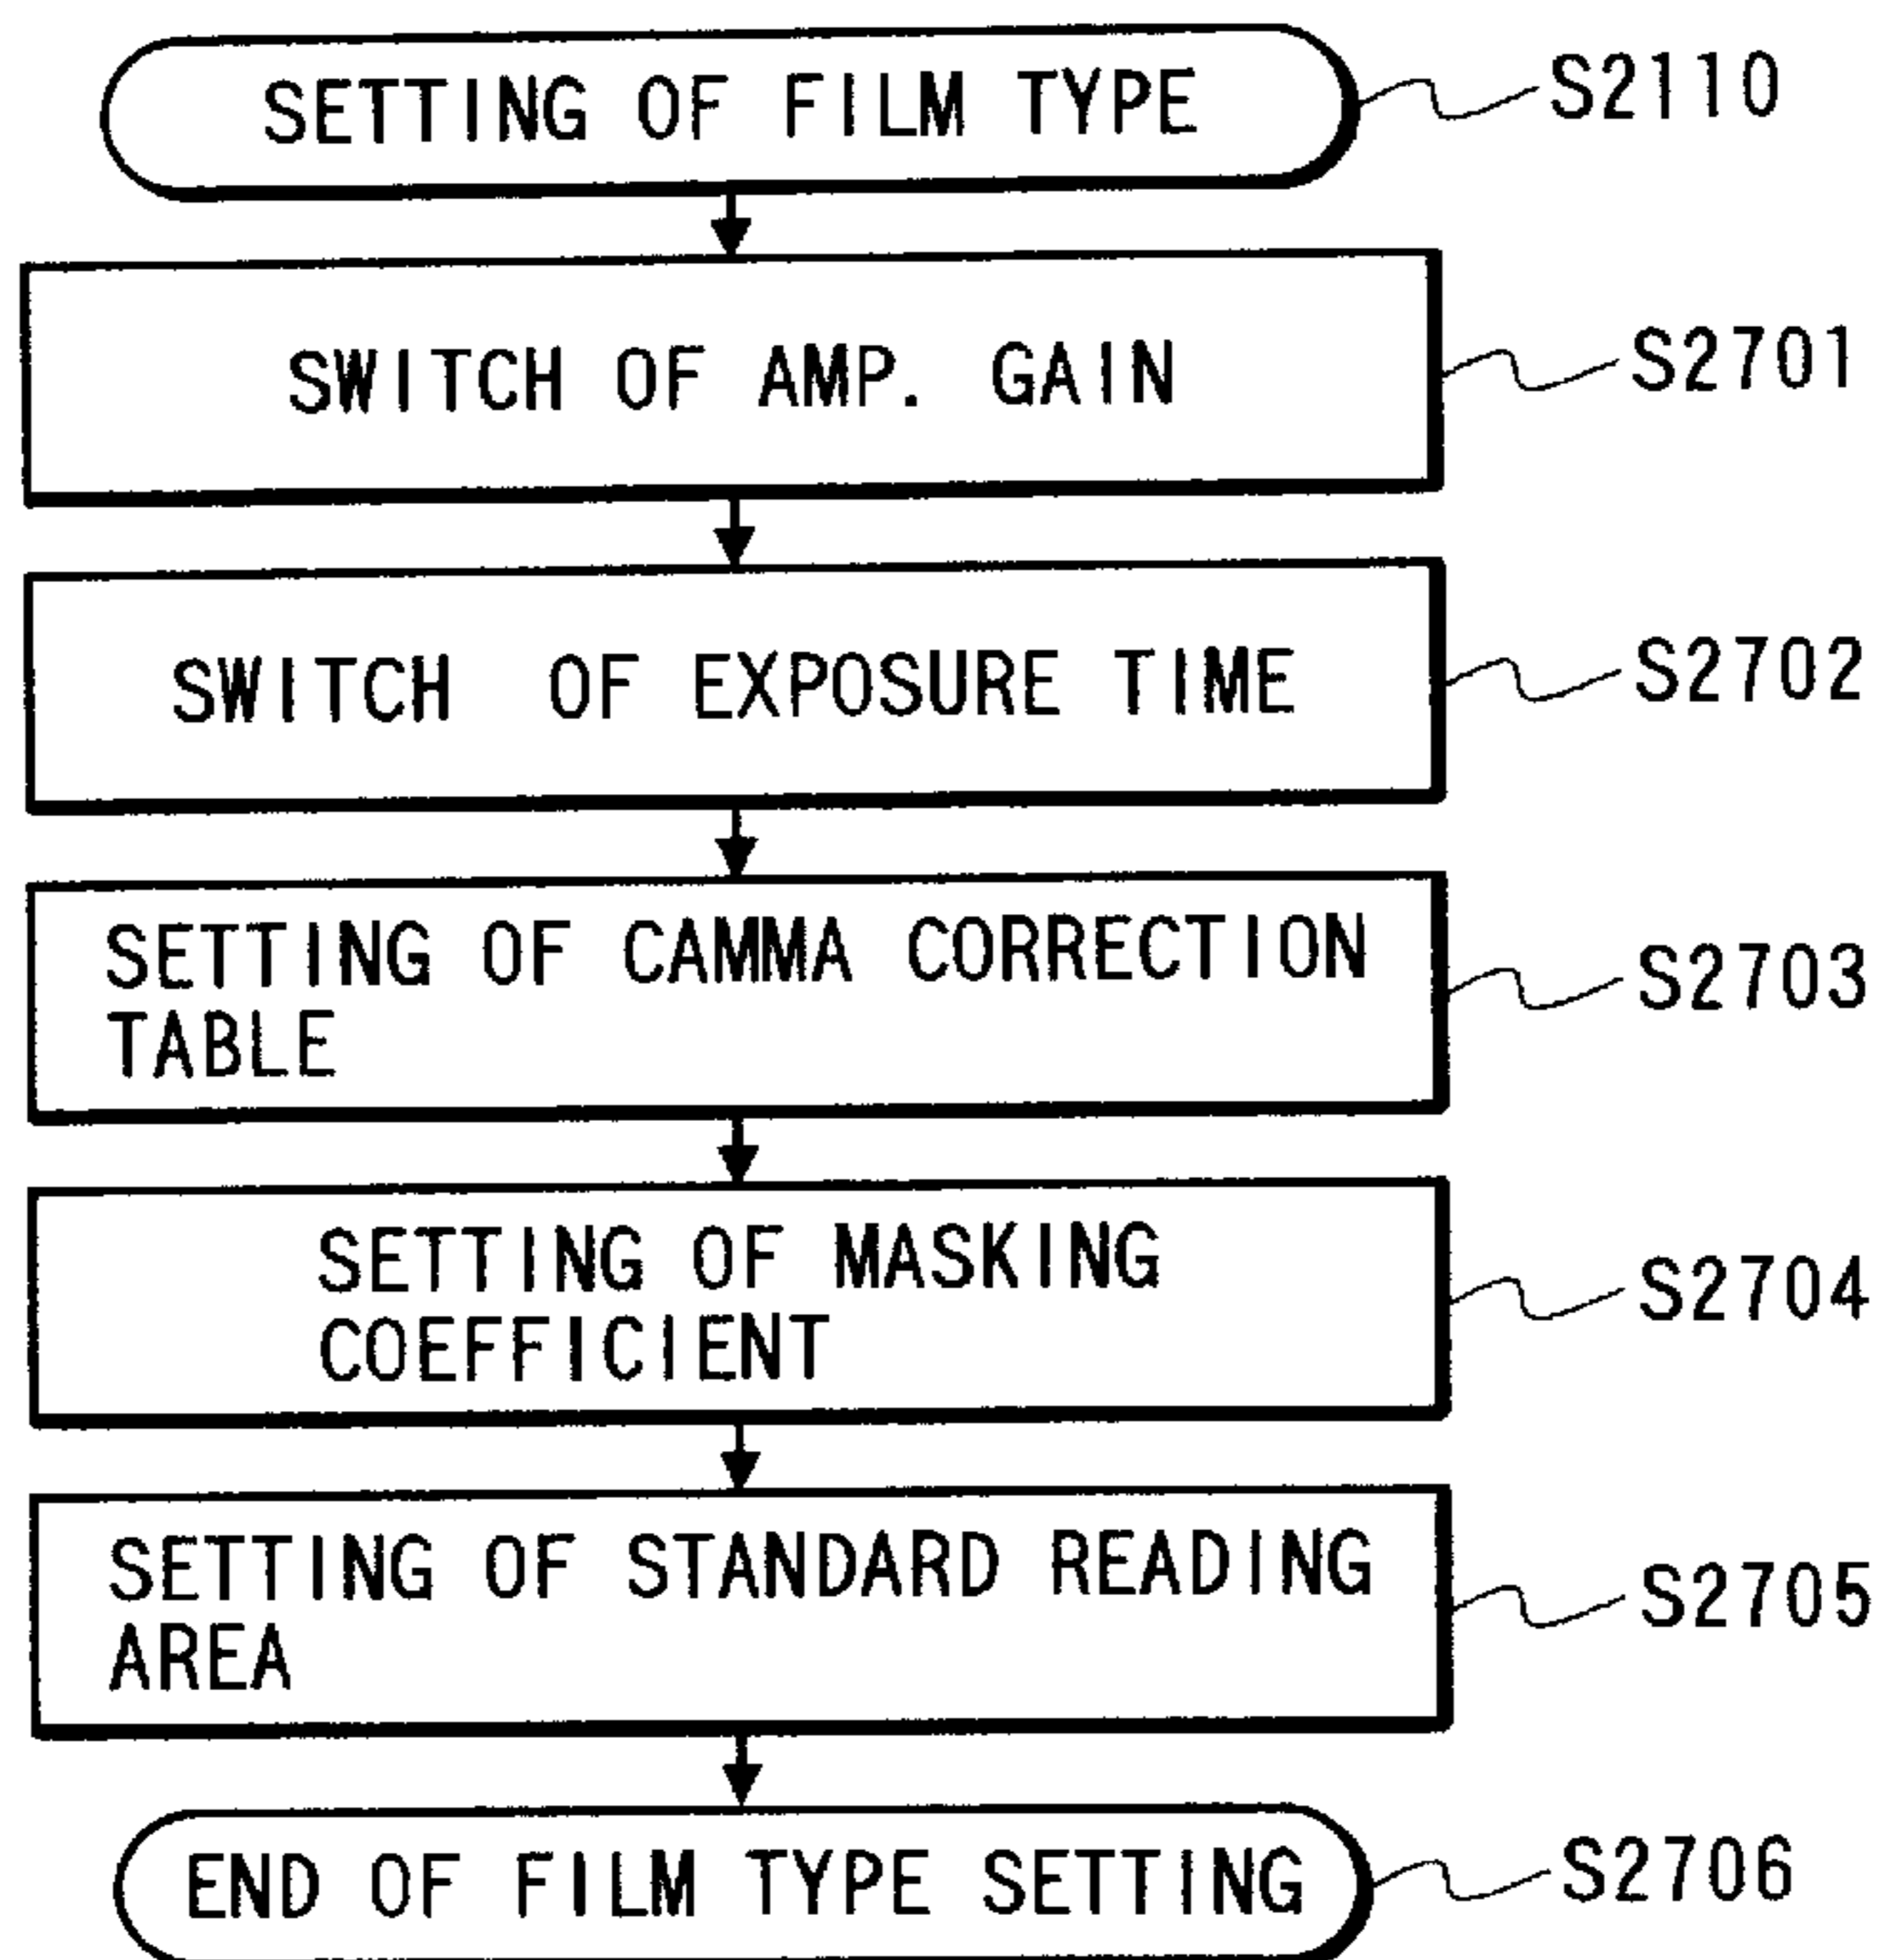 SETTING OF FILM TYPE
S2110
SWITCH OF AMP. GAIN
S2701
SWITCH OF EXPOSURE TIME
S2702
SETTING OF CAMMA CORRECTION
TABLE
S2703
SETTING OF MASKING
COEFFICIENT
S2704
SETTING OF STANDARD READING
AREA
S2705
END OF FILM TYPE SETTING
S2706